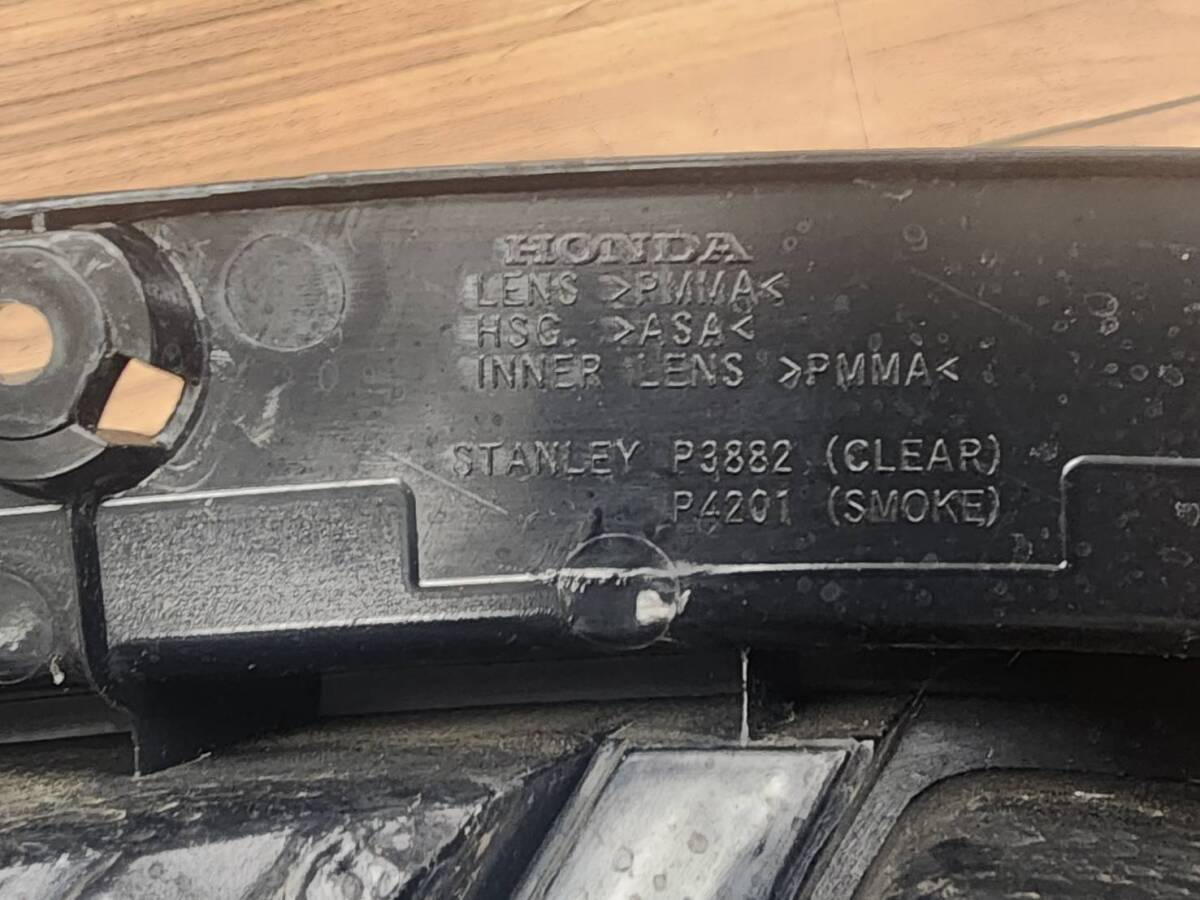 HONDA
LENS >PMMA<
HSG. >ASA<
INNER LENS >PMMA<
STANLEY P3882 (CLEAR)
P4201 (SMOKE)